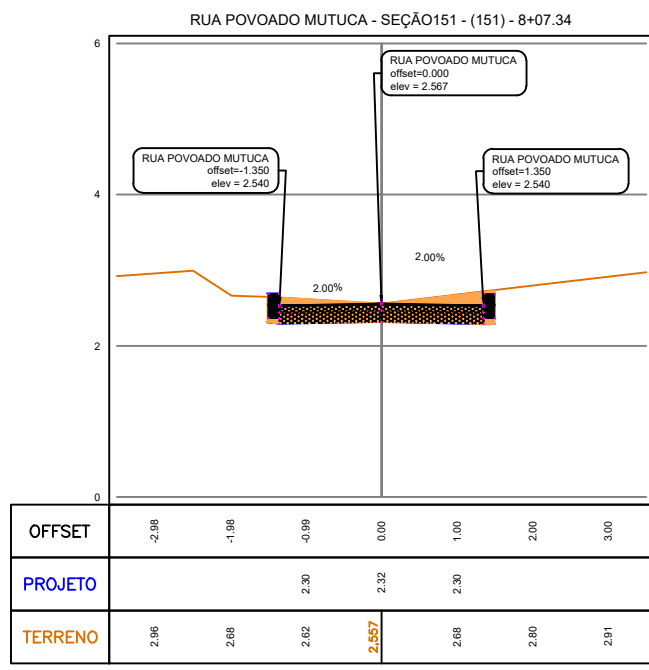 RUA POVOADO MUTUCA - SEÇÃO151 - (151) - 8+07.34
6
RUA POVOADO MUTUCA
offset=0.000
elev = 2.567
RUA POVOADO MUTUCA
offset=-1.350
elev = 2.540
RUA POVOADO MUTUCA
offset=1.350
elev = 2.540
4
2.00%
2.00%
2
0
OFFSET -2.98 -1.98 -0.99 0.00 1.00 2.00 3.00
PROJETO 2.30 2.32 2.30
TERRENO 2.96 2.68 2.62 2,557 2.68 2.80 2.91